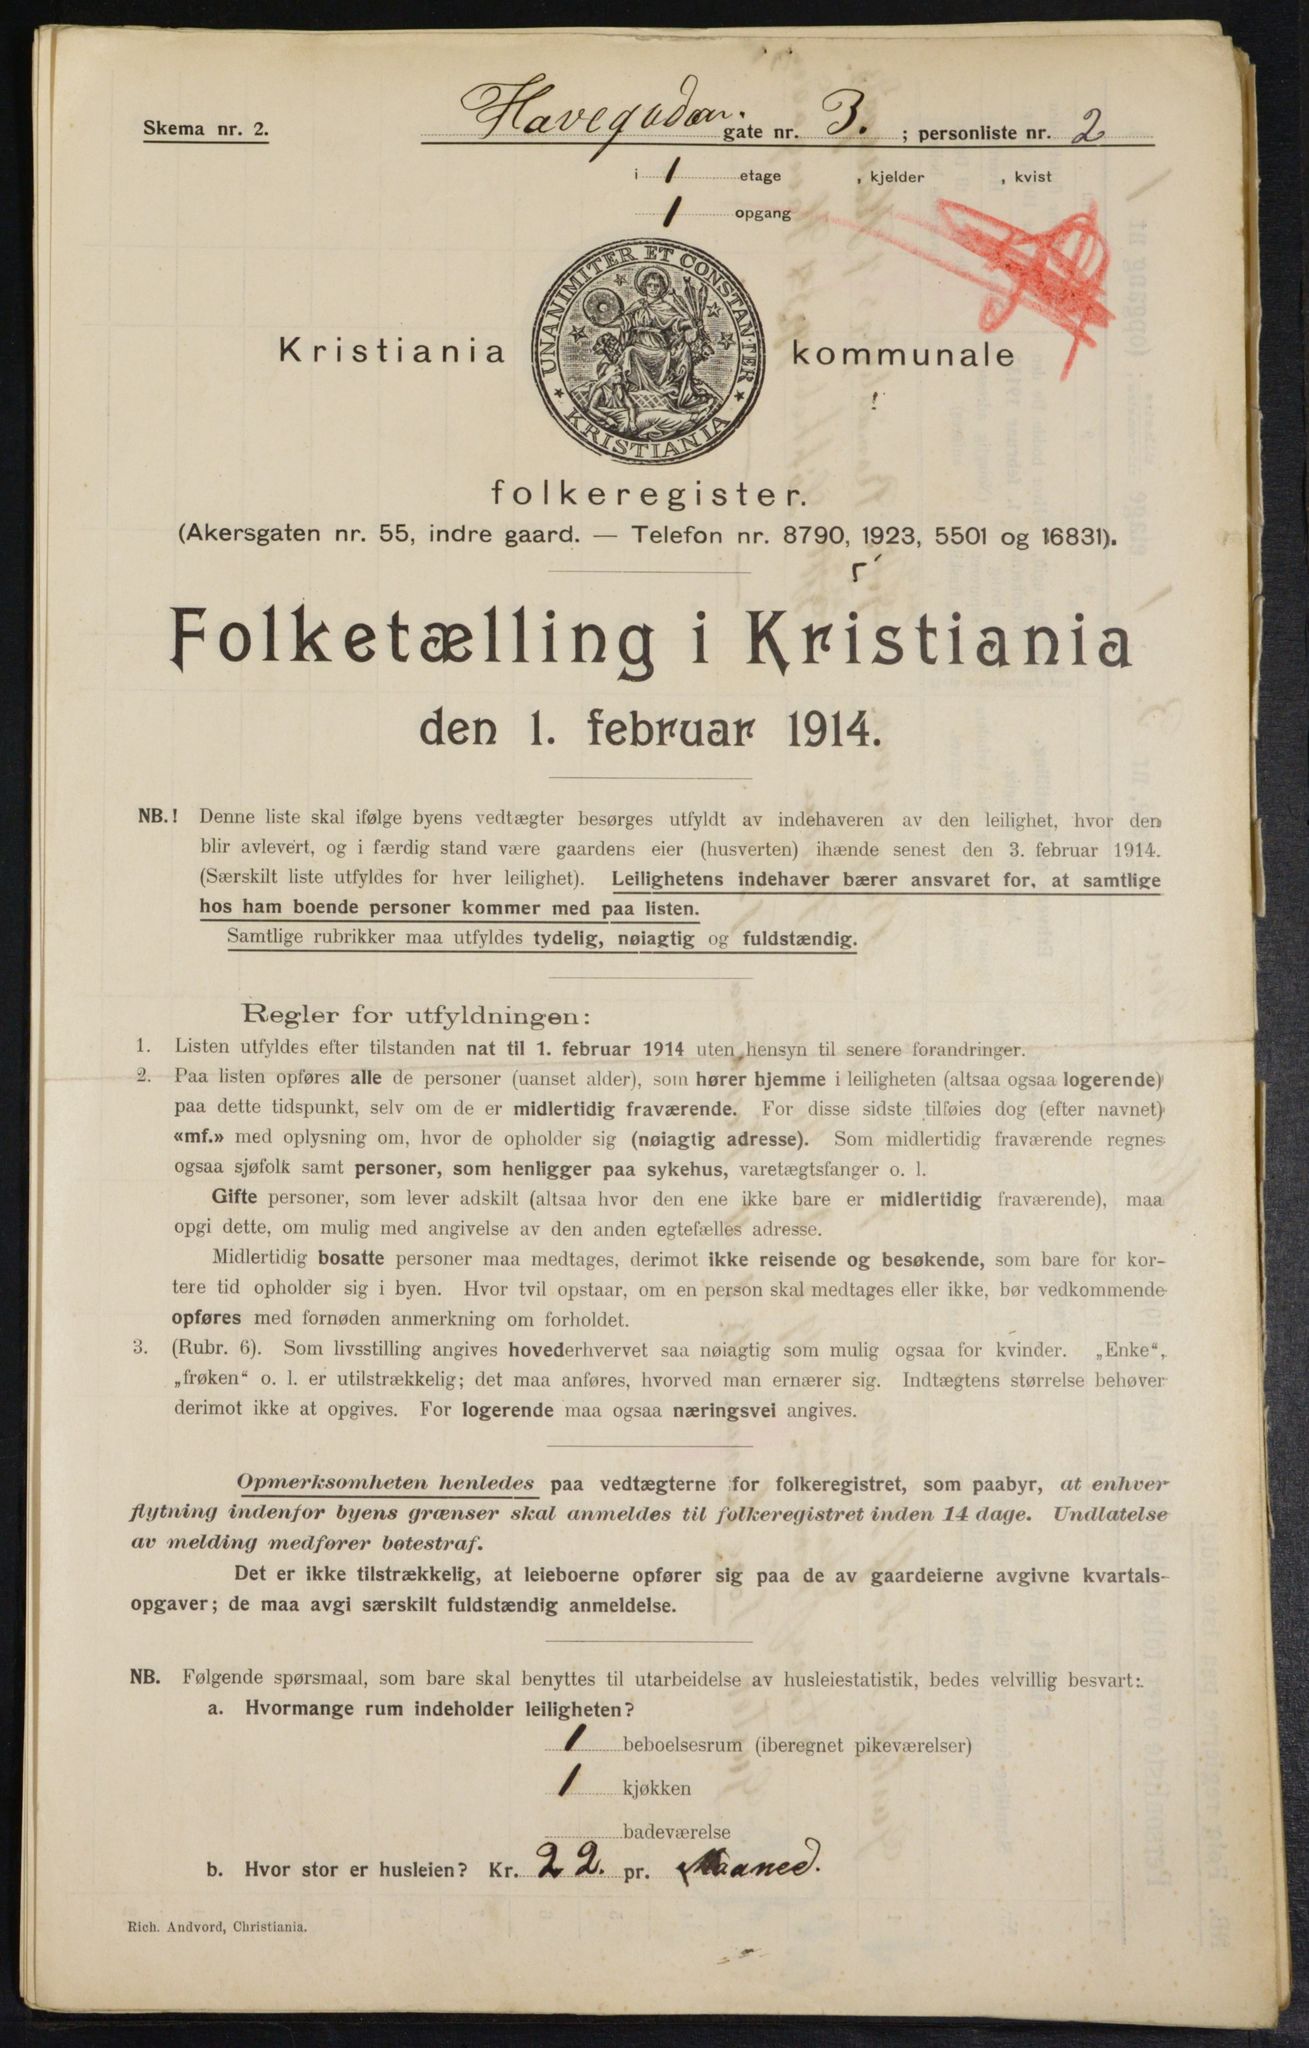 Skema nr. 2.
Havegaden. gate nr. 3. ; personliste nr. 2
i 1 etage , kjelder , kvist
1 opgang
UNANIMITER ET CONSTANTER
KRISTIANIA
Kristiania kommunale
folkeregister.
(Akersgaten nr. 55, indre gaard. — Telefon nr. 8790, 1923, 5501 og 16831).
Folketælling i Kristiania
den 1. februar 1914.
NB.! Denne liste skal ifølge byens vedtægter besørges utfyldt av indehaveren av den leilighet, hvor den
blir avlevert, og i færdig stand være gaardens eier (husverten) ihænde senest den 3. februar 1914.
(Særskilt liste utfyldes for hver leilighet). Leilighetens indehaver bærer ansvaret for, at samtlige
hos ham boende personer kommer med paa listen.
Samtlige rubrikker maa utfyldes tydelig, nøiagtig og fuldstændig.
Regler for utfyldningen:
1. Listen utfyldes efter tilstanden nat til 1. februar 1914 uten hensyn til senere forandringer.
2. Paa listen opføres alle de personer (uanset alder), som hører hjemme i leiligheten (altsaa ogsaa logerende)
paa dette tidspunkt, selv om de er midlertidig fraværende. For disse sidste tilføies dog (efter navnet)
«mf.» med oplysning om, hvor de opholder sig (nøiagtig adresse). Som midlertidig fraværende regnes
ogsaa sjøfolk samt personer, som henligger paa sykehus, varetægtsfanger o. l.
Gifte personer, som lever adskilt (altsaa hvor den ene ikke bare er midlertidig fraværende), maa
opgi dette, om mulig med angivelse av den anden egtefælles adresse.
Midlertidig bosatte personer maa medtages, derimot ikke reisende og besøkende, som bare for kor-
tere tid opholder sig i byen. Hvor tvil opstaar, om en person skal medtages eller ikke, bør vedkommende
opføres med fornøden anmerkning om forholdet.
3. (Rubr. 6). Som livsstilling angives hovederhvervet saa nøiagtig som mulig ogsaa for kvinder. „Enke“,
„frøken“ o. l. er utilstrækkelig; det maa anføres, hvorved man ernærer sig. Indtægtens størrelse behøver
derimot ikke at opgives. For logerende maa ogsaa næringsvei angives.
Opmerksomheten henledes paa vedtægterne for folkeregistret, som paabyr, at enhver
flytning indenfor byens grænser skal anmeldes til folkeregistret inden 14 dage. Undlatelse
av melding medfører bøtestraf.
Det er ikke tilstrækkelig, at leieboerne opfører sig paa de av gaardeierne avgivne kvartals-
opgaver; de maa avgi særskilt fuldstændig anmeldelse.
NB. Følgende spørsmaal, som bare skal benyttes til utarbeidelse av husleiestatistik, bedes velvillig besvart:
a. Hvormange rum indeholder leiligheten?
1 beboelsesrum (iberegnet pikeværelser)
1 kjøkken
badeværelse
b. Hvor stor er husleien? Kr. 22. pr. Maaned.
Rich. Andvord, Christiania.